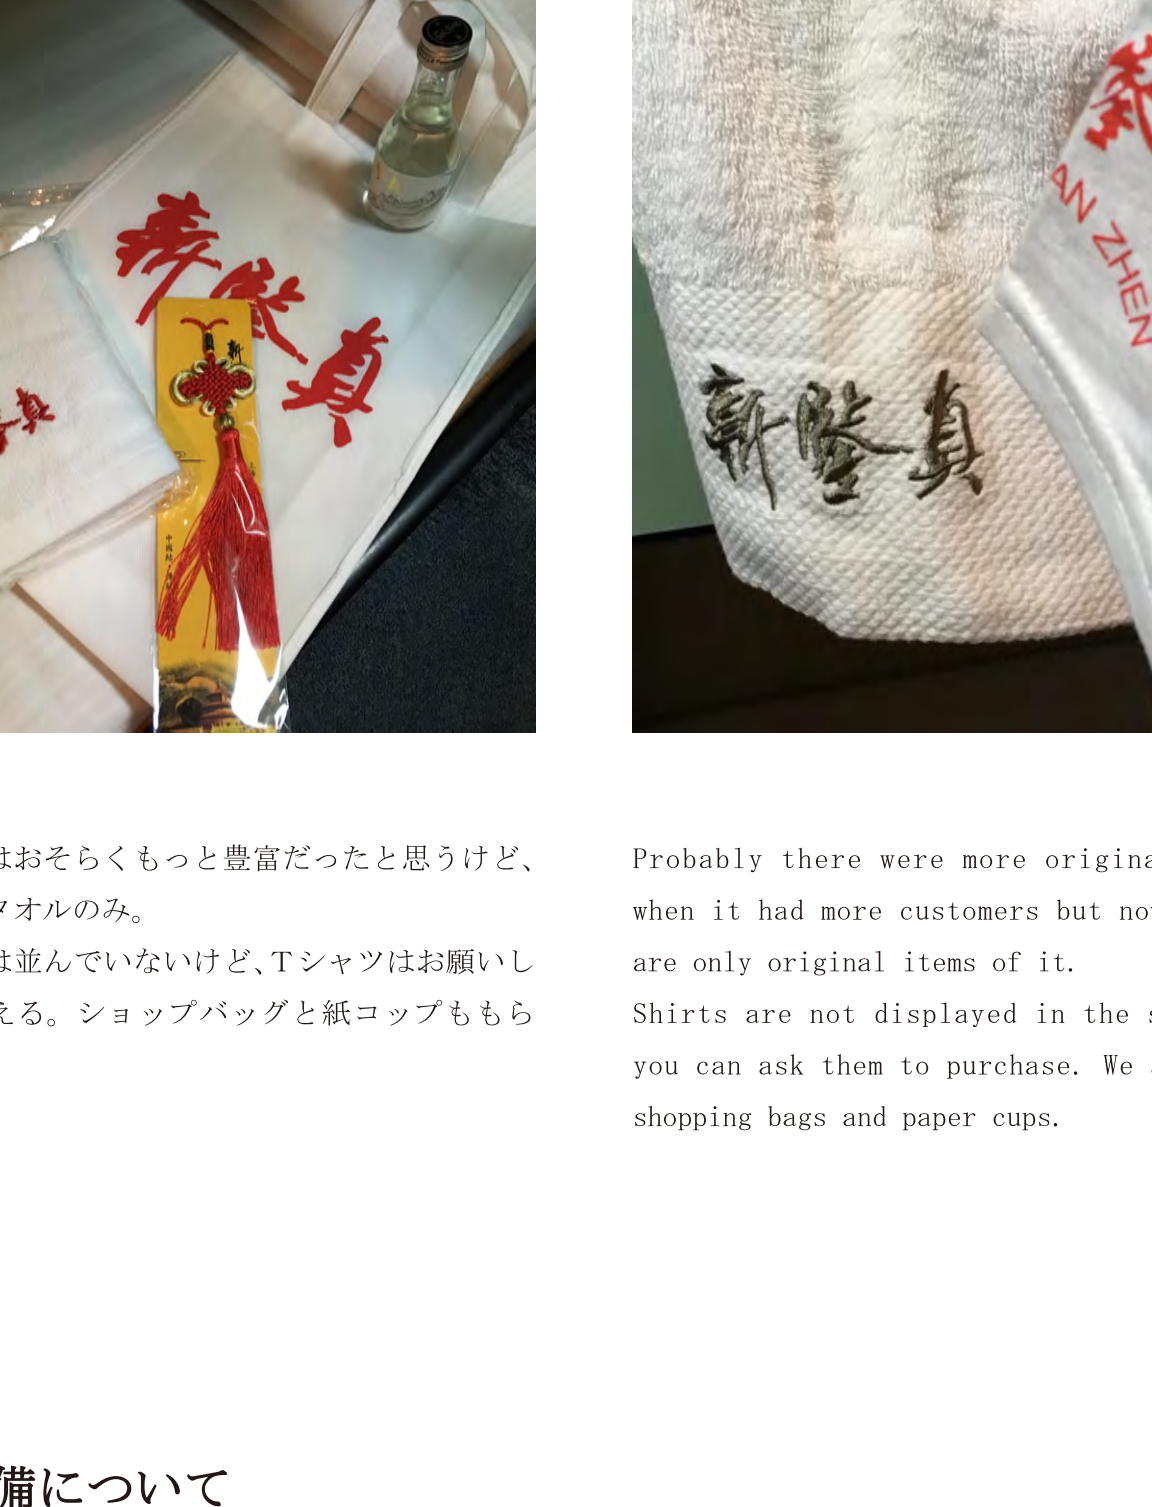 新鑒真
新
真
中國結
新鑒真
AN ZHEN
はおそらくもっと豊富だったと思うけど、
タオルのみ。
は並んでいないけど、Tシャツはお願いし
える。ショップバッグと紙コップももら
Probably there were more origina
when it had more customers but no
are only original items of it.
Shirts are not displayed in the s
you can ask them to purchase. We
shopping bags and paper cups.
備について